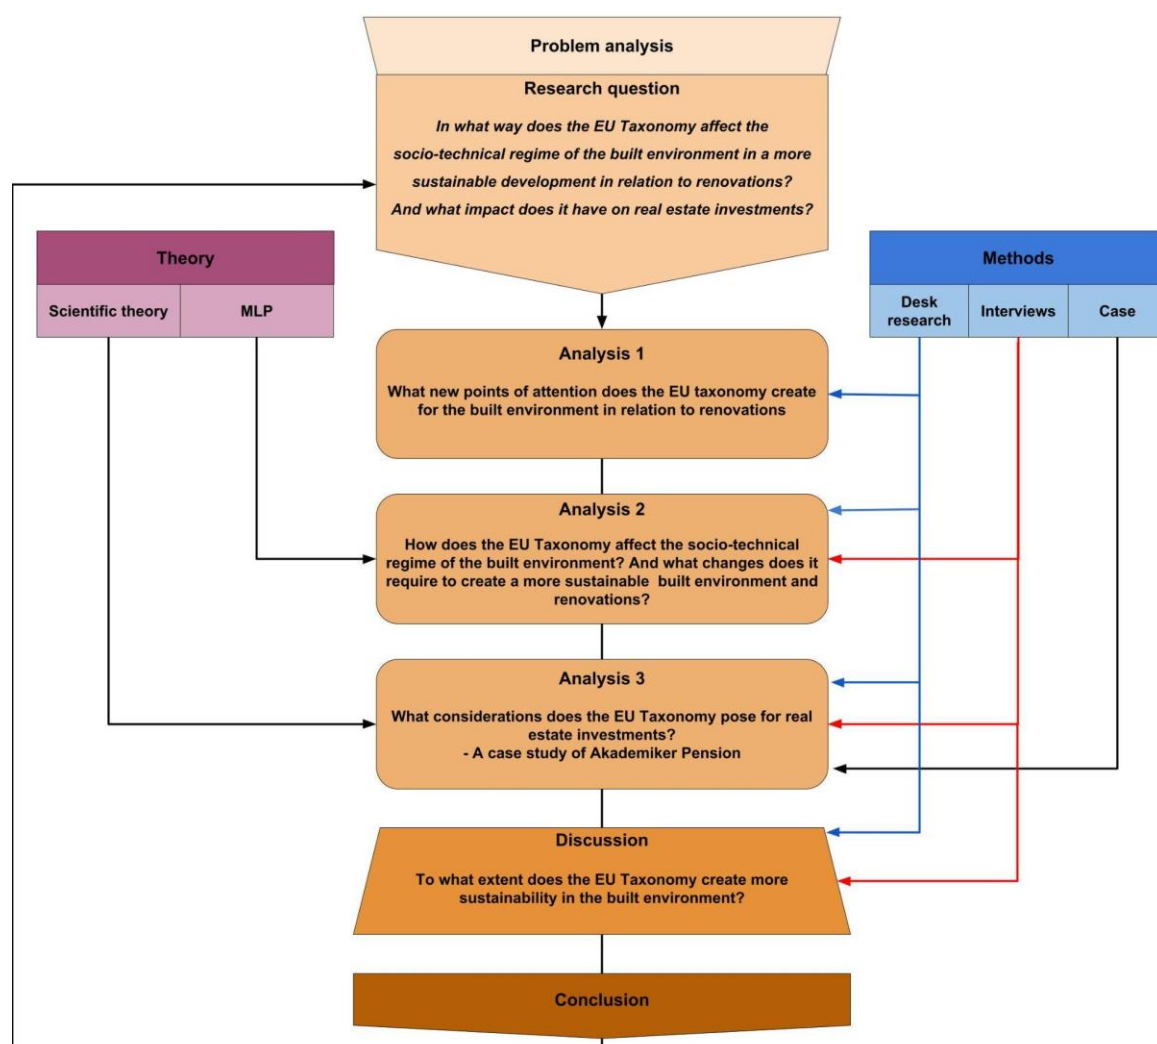 Problem analysis
Research question
In what way does the EU Taxonomy affect the
socio-technical regime of the built environment in a more
sustainable development in relation to renovations?
And what impact does it have on real estate investments?
Theory
Scientific theory
MLP
Methods
Desk
research
Interviews
Case
Analysis 1
What new points of attention does the EU taxonomy create
for the built environment in relation to renovations
Analysis 2
How does the EU Taxonomy affect the socio-technical
regime of the built environment? And what changes does it
require to create a more sustainable built environment and
renovations?
Analysis 3
What considerations does the EU Taxonomy pose for real
estate investments?
- A case study of Akademiker Pension
Discussion
To what extent does the EU Taxonomy create more
sustainability in the built environment?
Conclusion